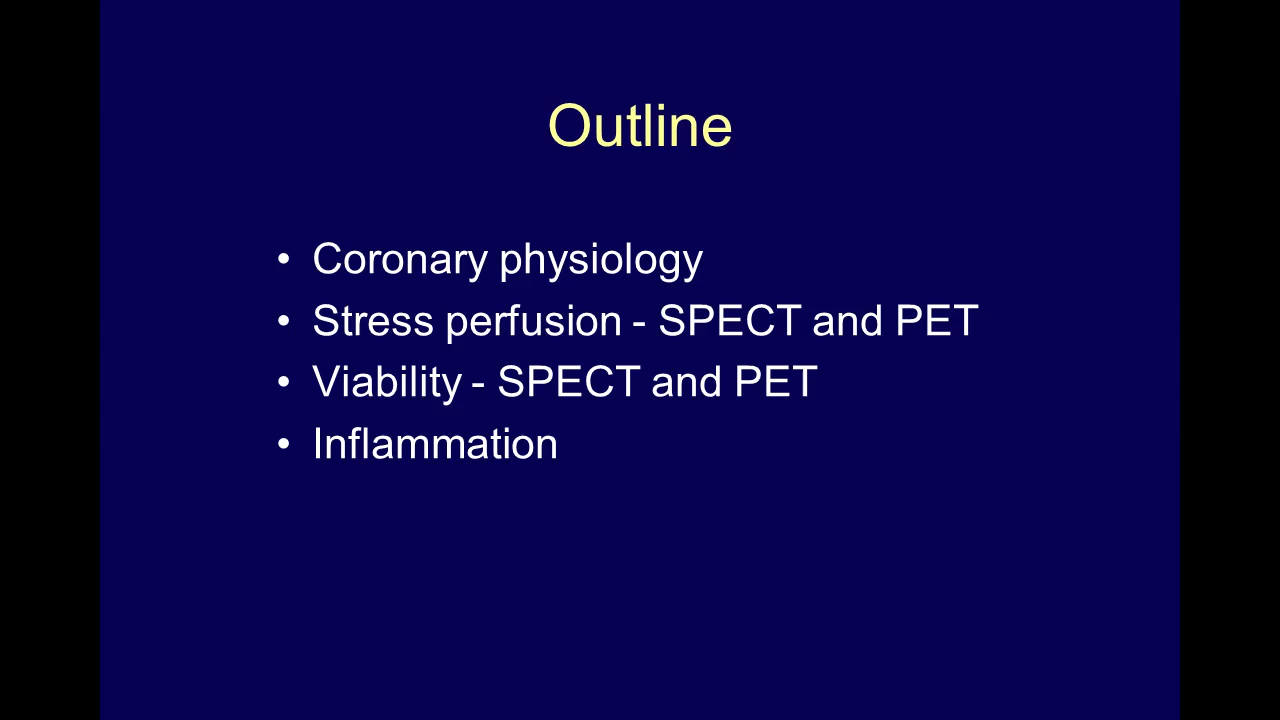 Outline
• Coronary physiology
• Stress perfusion - SPECT and PET
• Viability - SPECT and PET
• Inflammation